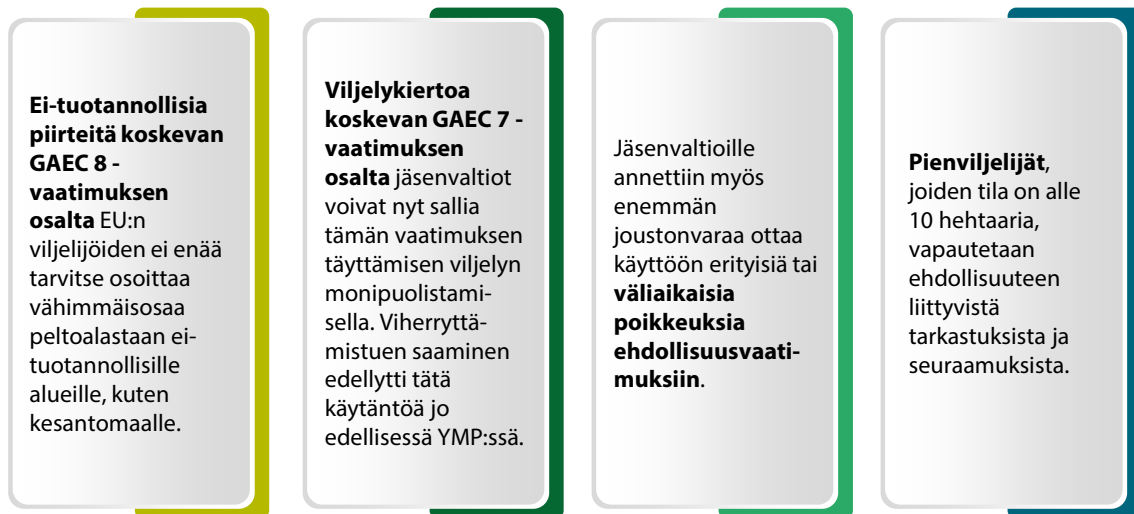 Ei-tuotannollisia
piirteitä koskevan
GAEC 8 -
vaatimuksen
osalta EU:n
viljelijöiden ei enää
tarvitse osoittaa
vähimmäisosaa
peltoalastaan ei-
tuotannollisille
alueille, kuten
kesantomaalle.
Viljelykiertoa
koskevan GAEC 7 -
vaatimuksen
osalta jäsenvaltiot
voivat nyt sallia
tämän vaatimuksen
täyttämisen viljelyn
monipuolistami-
sella. Viherryttä-
mistuen saaminen
edellytti tätä
käytäntöä jo
edellisessä YMP:ssä.
Jäsenvaltioille
annettiin myös
enemmän
joustonvaraa ottaa
käyttöön erityisiä tai
väliaikaisia
poikkeuksia
ehdollisuusvaati-
muksiin.
Pienviljelijät,
joiden tila on alle
10 hehtaaria,
vapautetaan
ehdollisuuteen
liittyvistä
tarkastuksista ja
seuraamuksista.